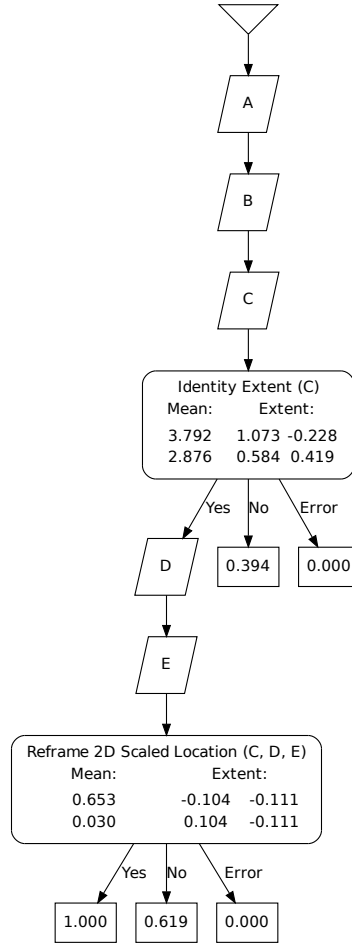 A
B
C
Identity Extent (C)
Mean: Extent:
3.792 1.073 -0.228
2.876 0.584 0.419
Yes No Error
D 0.394 0.000
E
Reframe 2D Scaled Location (C, D, E)
Mean: Extent:
0.653 -0.104 -0.111
0.030 0.104 -0.111
Yes No Error
1.000 0.619 0.000